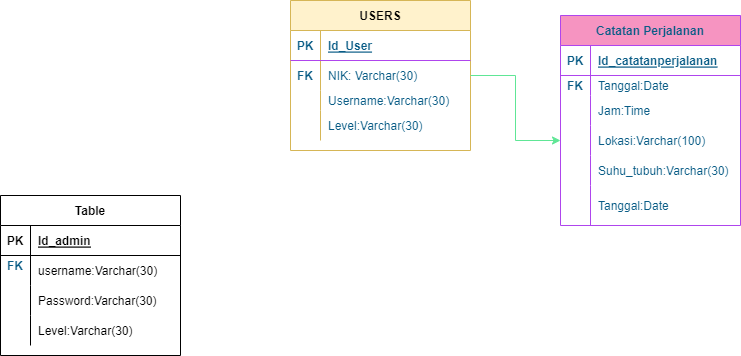 USERS
PK Id_User
FK NIK: Varchar(30)
Username:Varchar(30)
Level:Varchar(30)
Catatan Perjalanan
PK Id_catatanperjalanan
FK Tanggal:Date
Jam:Time
Lokasi:Varchar(100)
Suhu_tubuh:Varchar(30)
Tanggal:Date
Table
PK Id_admin
FK username:Varchar(30)
Password:Varchar(30)
Level:Varchar(30)